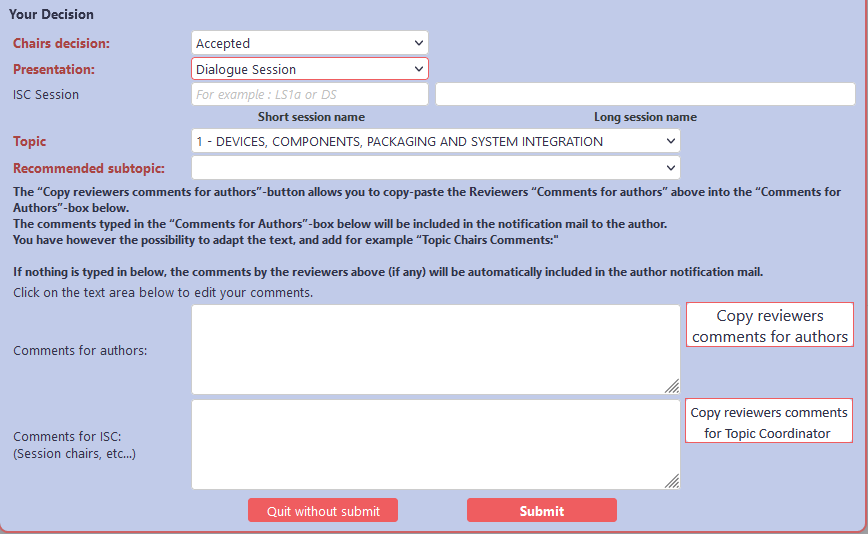 Your Decision
Chairs decision: Accepted
Presentation: Dialogue Session
ISC Session For example : LS1a or DS
Short session name Long session name
Topic 1 - DEVICES, COMPONENTS, PACKAGING AND SYSTEM INTEGRATION
Recommended subtopic:
The “Copy reviewers comments for authors”-button allows you to copy-paste the Reviewers “Comments for authors” above into the “Comments for
Authors”-box below.
The comments typed in the “Comments for Authors”-box below will be included in the notification mail to the author.
You have however the possibility to adapt the text, and add for example “Topic Chairs Comments:"
If nothing is typed in below, the comments by the reviewers above (if any) will be automatically included in the author notification mail.
Click on the text area below to edit your comments.
Comments for authors:
Copy reviewers
comments for authors
Comments for ISC:
(Session chairs, etc...)
Copy reviewers comments
for Topic Coordinator
Quit without submit Submit